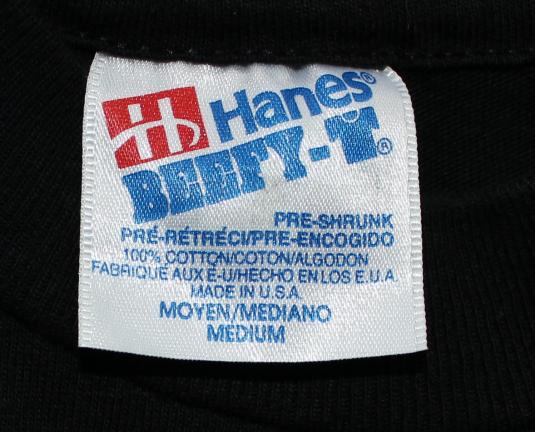 H Hanes®
BEEFY-T®
PRE-SHRUNK
PRÉ-RÉTRÉCI/PRE-ENCOGIDO
100% COTTON/COTON/ALGODON
FABRIQUÉ AUX É-U/HECHO EN LOS E.U.A.
MADE IN U.S.A.
MOYEN/MEDIANO
MEDIUM